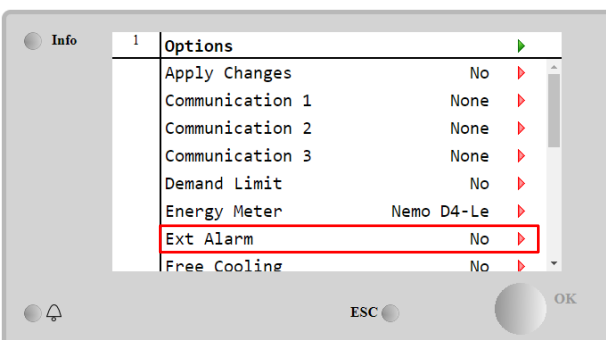 Info
1 Options
Apply Changes No
Communication 1 None
Communication 2 None
Communication 3 None
Demand Limit No
Energy Meter Nemo D4-Le
Ext Alarm No
Free Cooling No
ESC
OK